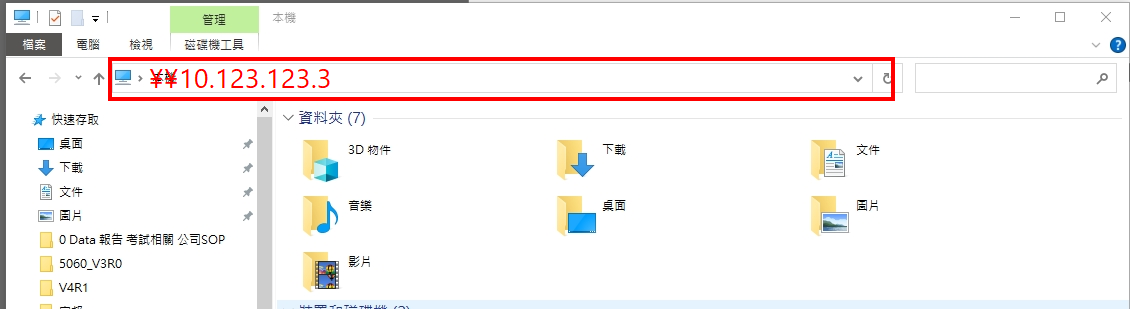 管理
本機
檔案
電腦
檢視
磁碟機工具
¥¥10.123.123.3
快速存取
桌面
下載
文件
圖片
0 Data 報告 考試相關 公司SOP
5060_V3R0
V4R1
資料夾 (7)
3D 物件
下載
文件
音樂
桌面
圖片
影片